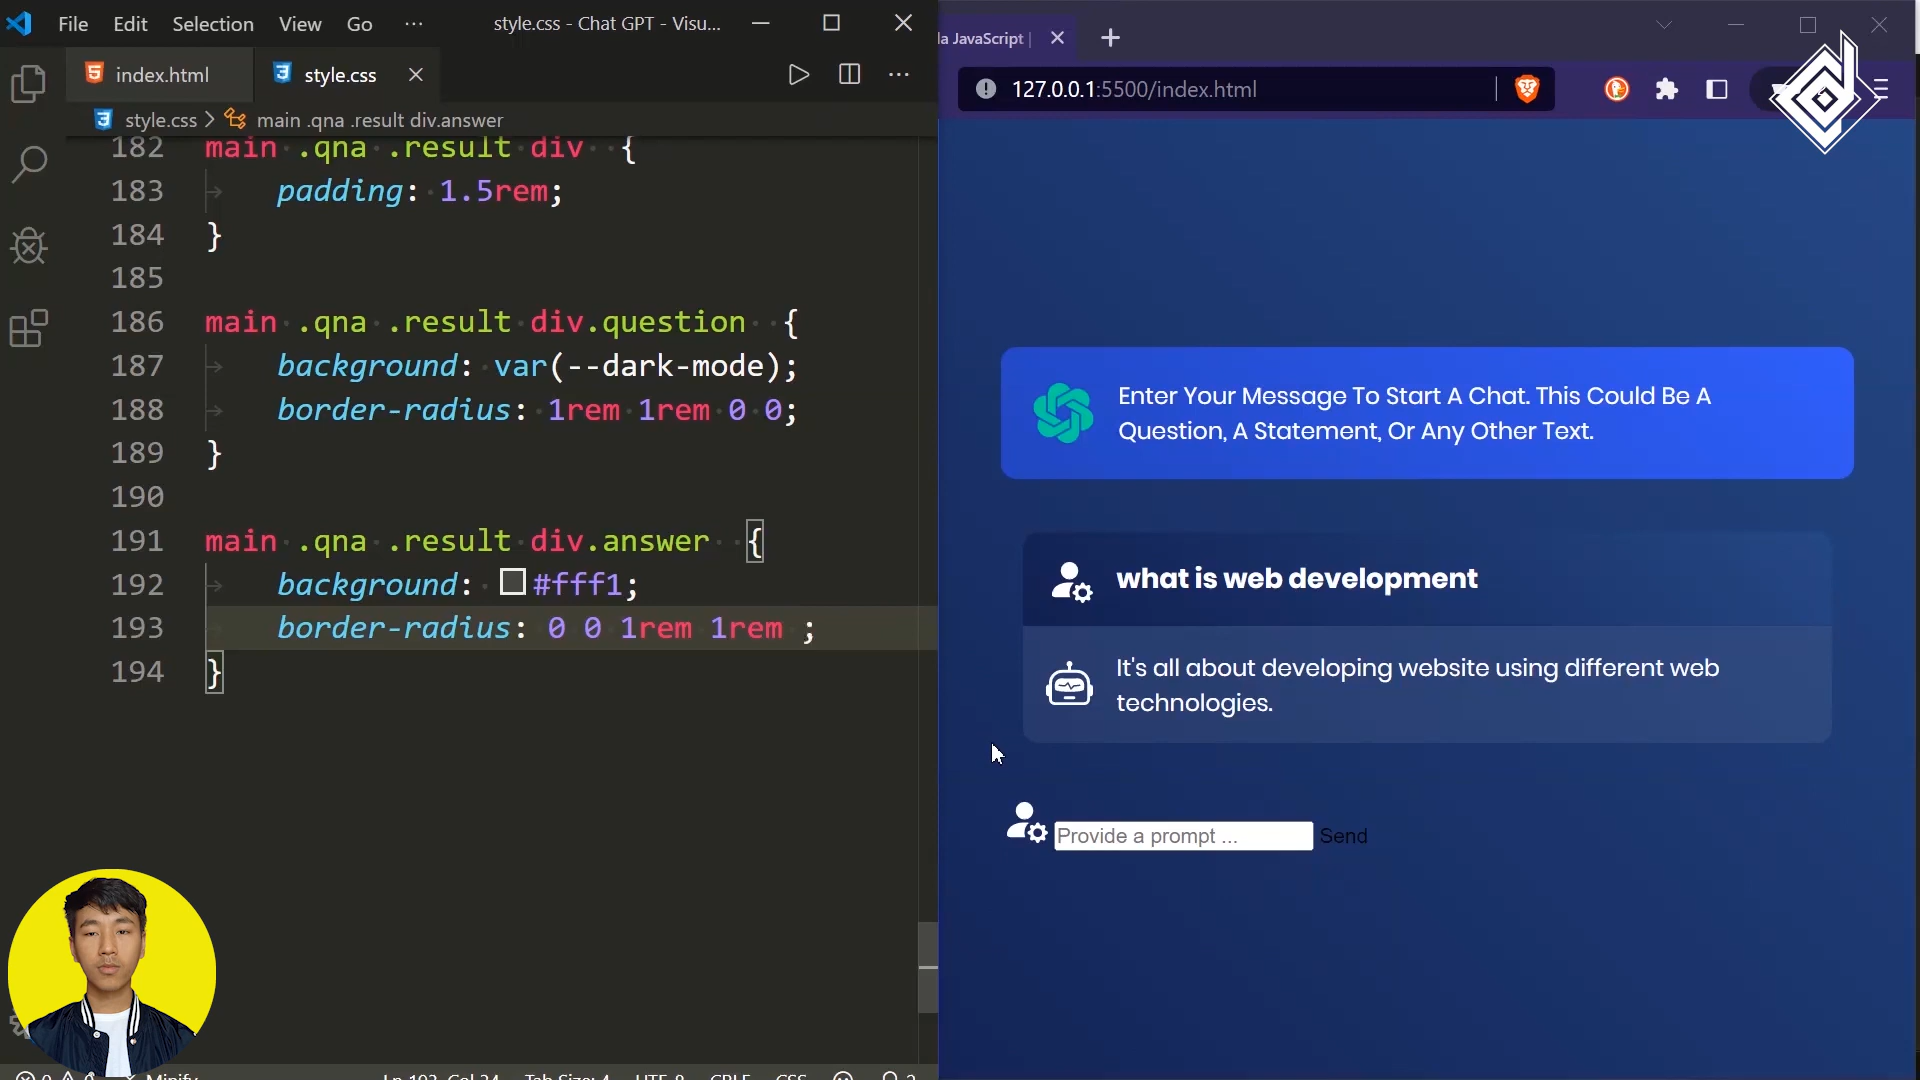 File Edit Selection View Go ··· style.css - Chat GPT - Visu...
index.html style.css
style.css > main .qna .result div.answer
182 main .qna .result div {
183 padding: 1.5rem;
184 }
185
186 main .qna .result div.question {
187 background: var(--dark-mode);
188 border-radius: 1rem 1rem 0 0;
189 }
190
191 main .qna .result div.answer {
192 background: #fff1;
193 border-radius: 0 0 1rem 1rem ;
194 }
Minify
UTF-8 CRLF CSS
JavaScript |
127.0.0.1:5500/index.html
Enter Your Message To Start A Chat. This Could Be A
Question, A Statement, Or Any Other Text.
what is web development
It's all about developing website using different web
technologies.
Provide a prompt ... Send